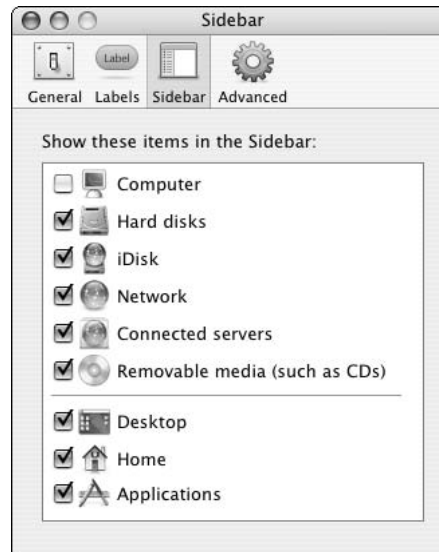 Sidebar
Label
General Labels Sidebar Advanced
Show these items in the Sidebar:
Computer
Hard disks
iDisk
Network
Connected servers
Removable media (such as CDs)
Desktop
Home
Applications